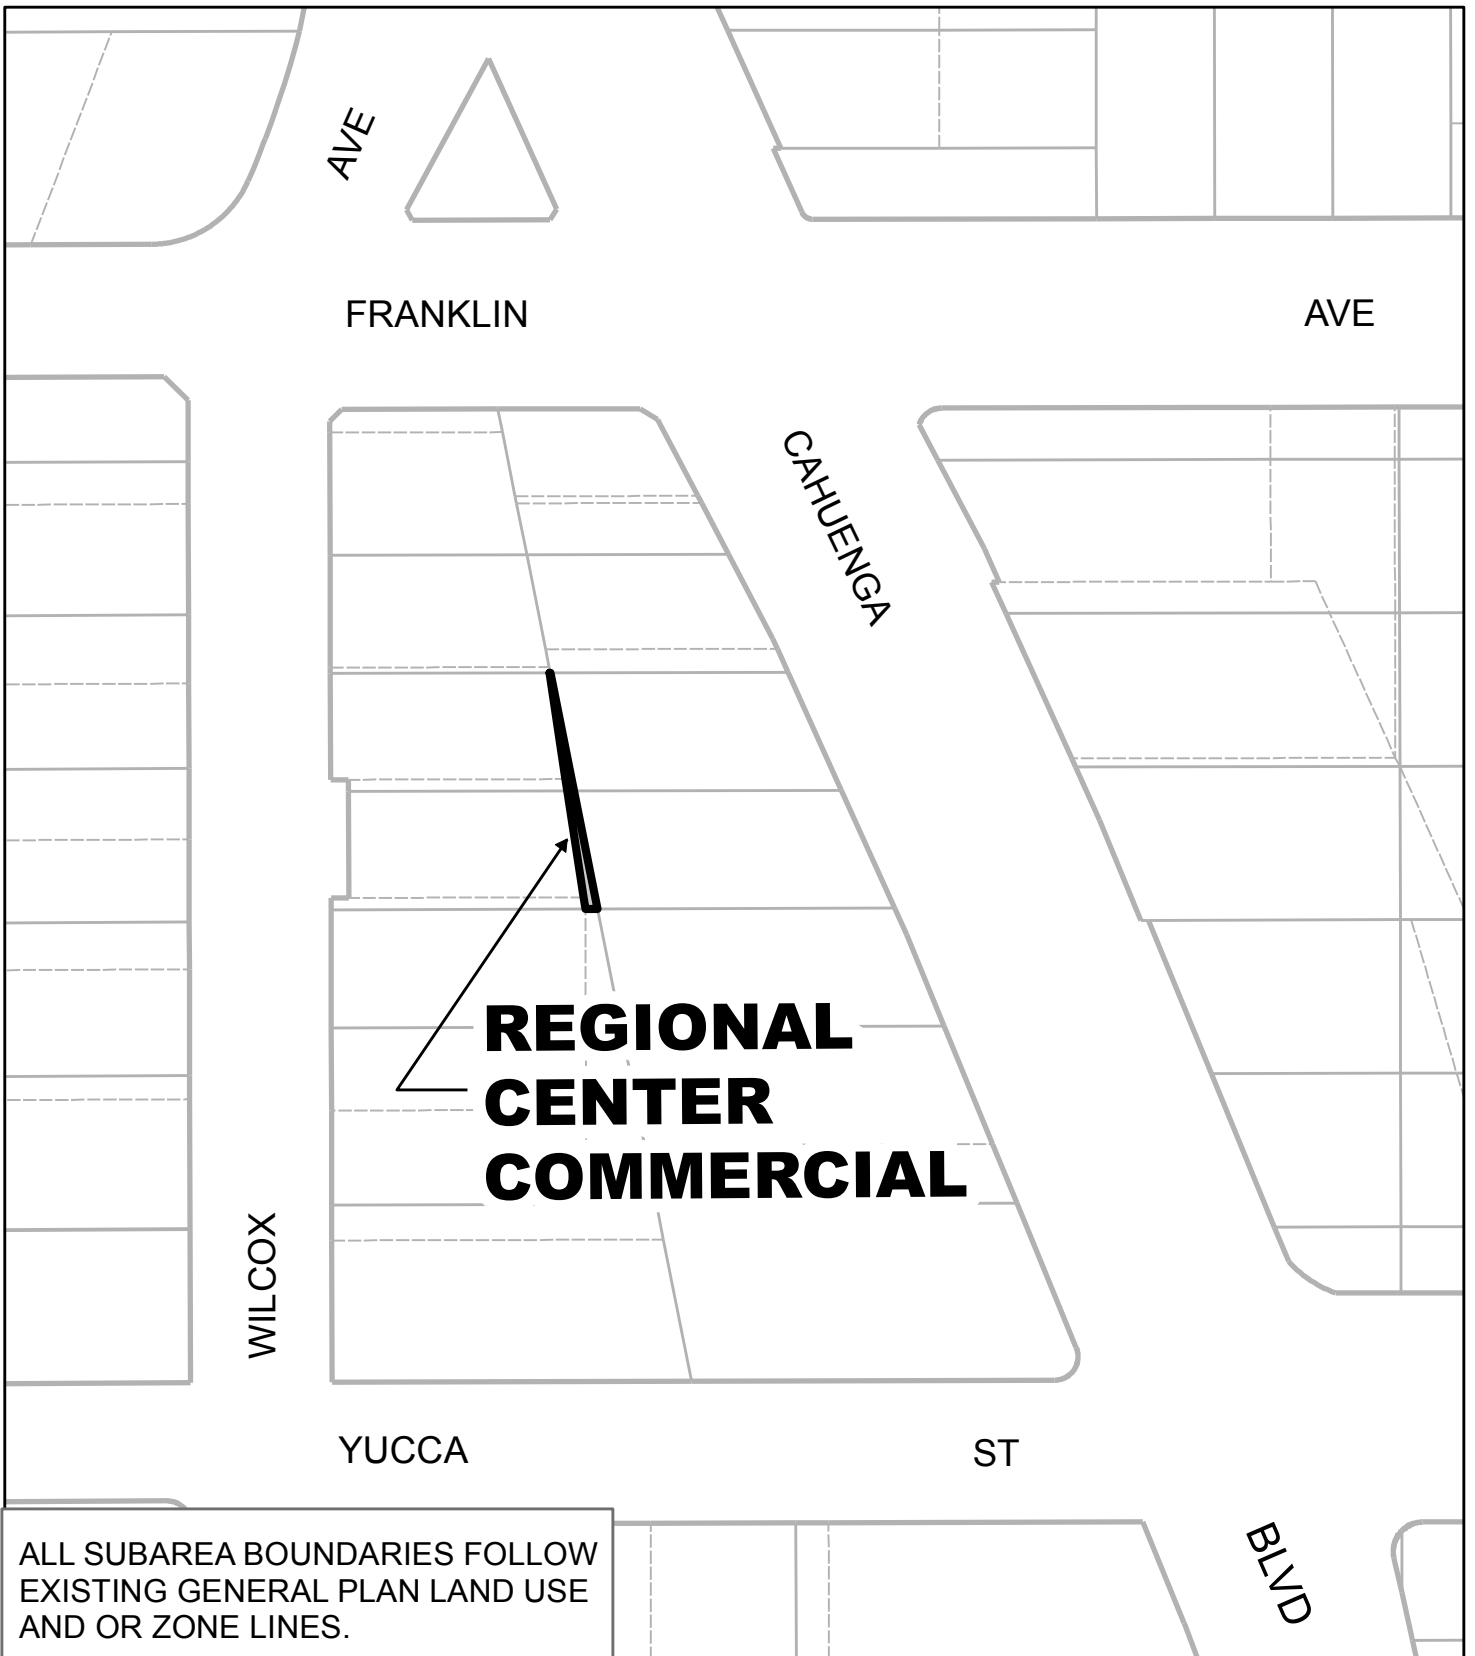 AVE
FRANKLIN
AVE
CAHUENGA
REGIONAL
CENTER
COMMERCIAL
WILCOX
YUCCA
ST
BLVD
ALL SUBAREA BOUNDARIES FOLLOW
EXISTING GENERAL PLAN LAND USE
AND OR ZONE LINES.